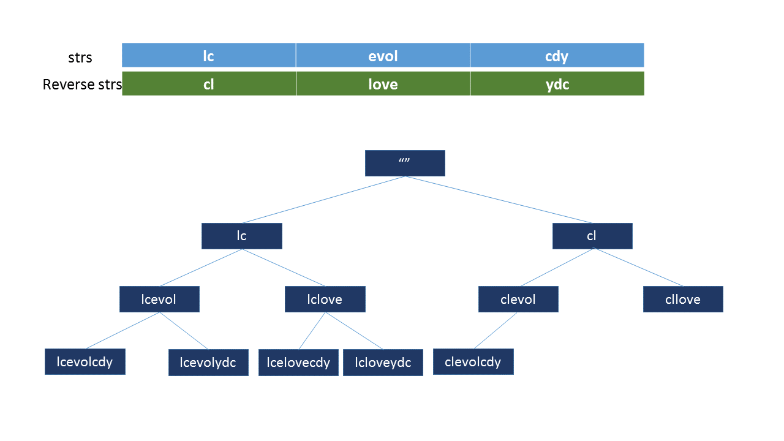 strs lc evol cdy
Reverse strs cl love ydc
“”
lc cl
lcevol lclove clevol cllove
lcevolcdy lcevolydc lcelovecdy lcloveydc clevolcdy